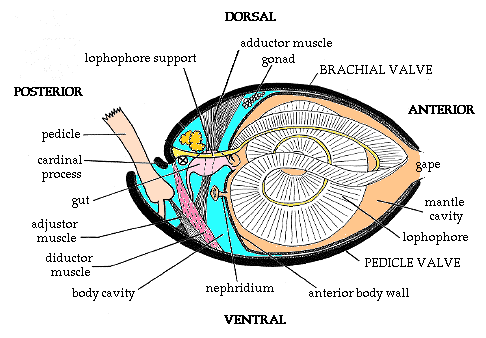 DORSAL
adductor muscle
lophophore support
gonad
BRACHIAL VALVE
POSTERIOR
ANTERIOR
pedicle
cardinal
process
gape
gut
mantle
cavity
adjustor
muscle
lophophore
diductor
muscle
PEDICLE VALVE
body cavity
nephridium
anterior body wall
VENTRAL